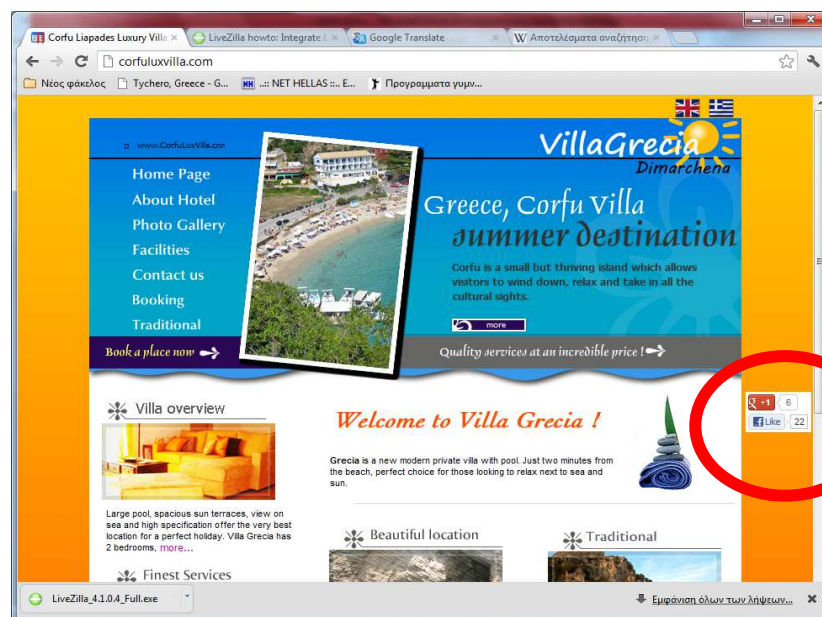 Corfu Liapades Luxury Villa
LiveZilla howto: Integrate L
Google Translate
W Αποτελέσματα αναζήτηση
corfuluxvilla.com
Νέος φάκελος
Tychero, Greece - G...
NH ..:: NET HELLAS ::.. E...
Προγραμματα γυμν...
www.CorfuLuxVilla.com
VillaGrecia
Dimarchena
Home Page
About Hotel
Photo Gallery
Facilities
Contact us
Booking
Traditional
Greece, Corfu Villa
summer destination
Corfu is a small but thriving island which allows
visitors to wind down, relax and take in all the
cultural sights.
more
Book a place now
Quality services at an incredible price !
+1 6
Like 22
Villa overview
Large pool, spacious sun terraces, view on
sea and high specification offer the very best
location for a perfect holiday. Villa Grecia has
2 bedrooms, more...
Finest Services
Welcome to Villa Grecia !
Grecia is a new modern private villa with pool. Just two minutes from
the beach, perfect choice for those looking to relax next to sea and
sun.
Beautiful location
Traditional
LiveZilla_4.1.0.4_Full.exe
Εμφάνιση όλων των λήψεων...